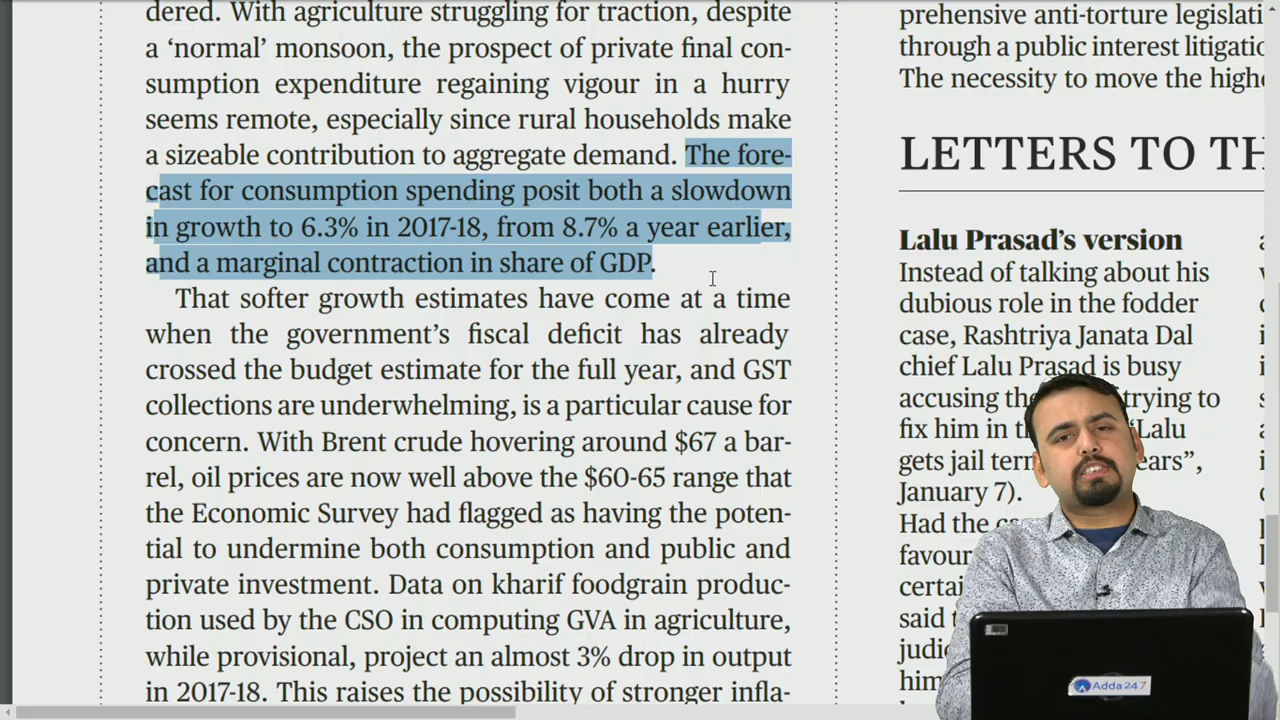 dered. With agriculture struggling for traction, despite
a ‘normal’ monsoon, the prospect of private final con-
sumption expenditure regaining vigour in a hurry
seems remote, especially since rural households make
a sizeable contribution to aggregate demand. The fore-
cast for consumption spending posit both a slowdown
in growth to 6.3% in 2017-18, from 8.7% a year earlier,
and a marginal contraction in share of GDP.
That softer growth estimates have come at a time
when the government’s fiscal deficit has already
crossed the budget estimate for the full year, and GST
collections are underwhelming, is a particular cause for
concern. With Brent crude hovering around $67 a bar-
rel, oil prices are now well above the $60-65 range that
the Economic Survey had flagged as having the poten-
tial to undermine both consumption and public and
private investment. Data on kharif foodgrain produc-
tion used by the CSO in computing GVA in agriculture,
while provisional, project an almost 3% drop in output
in 2017-18. This raises the possibility of stronger infla-
prehensive anti-torture legislati
through a public interest litigatio
The necessity to move the highe
LETTERS TO TH
Lalu Prasad’s version
Instead of talking about his
dubious role in the fodder
case, Rashtriya Janata Dal
chief Lalu Prasad is busy
accusing the of trying to
fix him in “Lalu
gets jail ears”,
January 7).
Had the
favour
certai
said
judic
him
Adda247